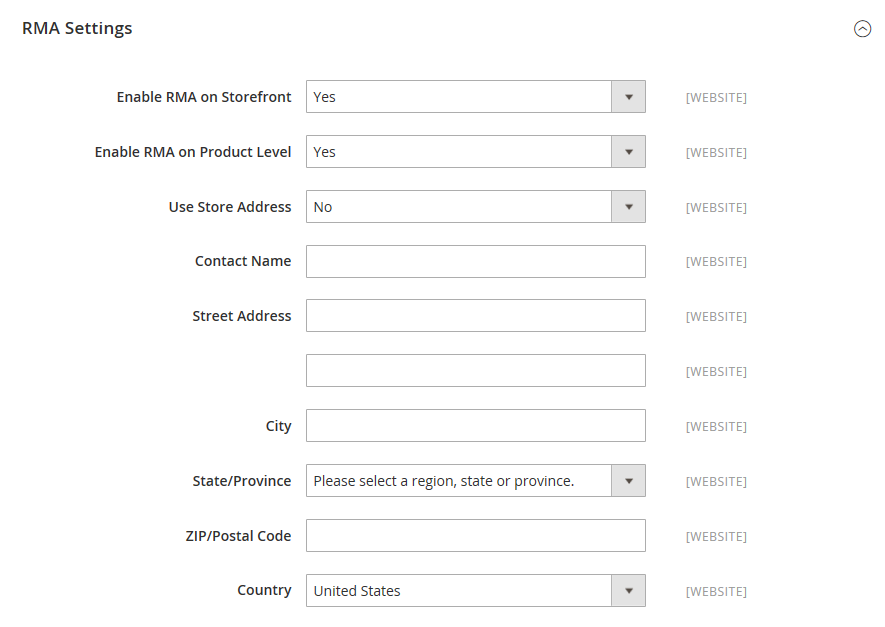 RMA Settings
Enable RMA on Storefront Yes [WEBSITE]
Enable RMA on Product Level Yes [WEBSITE]
Use Store Address No [WEBSITE]
Contact Name [WEBSITE]
Street Address [WEBSITE]
[WEBSITE]
City [WEBSITE]
State/Province Please select a region, state or province. [WEBSITE]
ZIP/Postal Code [WEBSITE]
Country United States [WEBSITE]